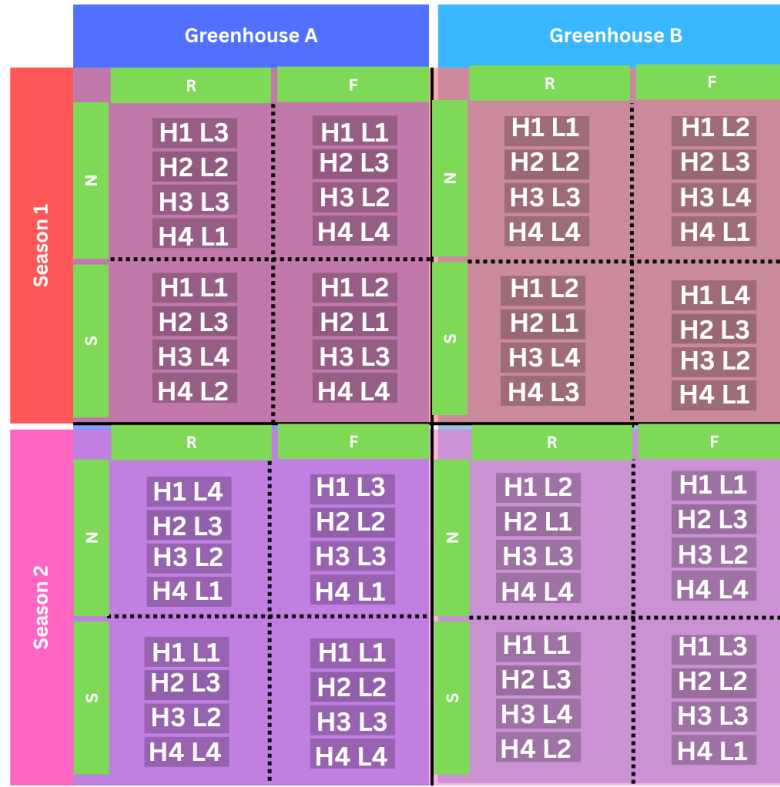 Greenhouse A
Greenhouse B
Season 1
R
F
R
F
N
H1 L3
H2 L2
H3 L3
H4 L1
H1 L1
H2 L3
H3 L2
H4 L4
N
H1 L1
H2 L2
H3 L3
H4 L4
H1 L2
H2 L3
H3 L4
H4 L1
S
H1 L1
H2 L3
H3 L4
H4 L2
H1 L2
H2 L1
H3 L3
H4 L4
S
H1 L2
H2 L1
H3 L4
H4 L3
H1 L4
H2 L3
H3 L2
H4 L1
Season 2
R
F
R
F
N
H1 L4
H2 L3
H3 L2
H4 L1
H1 L3
H2 L2
H3 L3
H4 L1
N
H1 L2
H2 L1
H3 L3
H4 L4
H1 L1
H2 L3
H3 L2
H4 L4
S
H1 L1
H2 L3
H3 L2
H4 L4
H1 L1
H2 L2
H3 L3
H4 L4
S
H1 L1
H2 L3
H3 L4
H4 L2
H1 L3
H2 L2
H3 L3
H4 L1